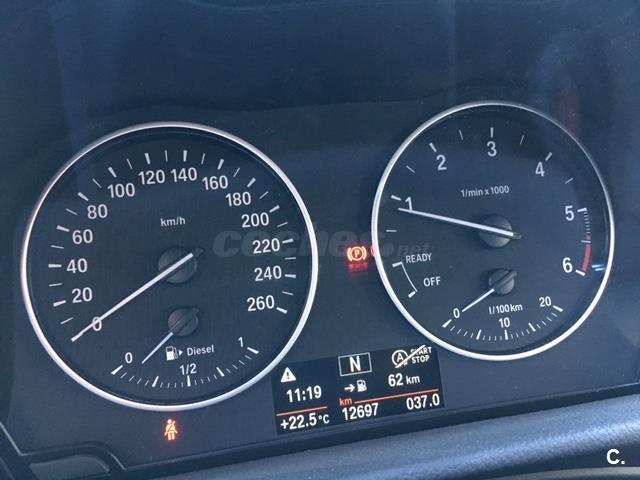 0
20
40
60
80
100
120
140
160
180
200
220
240
260
km/h
0
1/2
1
Diesel
coches.net
1
2
3
4
5
6
1/min x 1000
READY
OFF
0
10
20
l/100km
P
N
A START STOP
11:19
62 km
km
+22.5°C
12697
037.0
C.